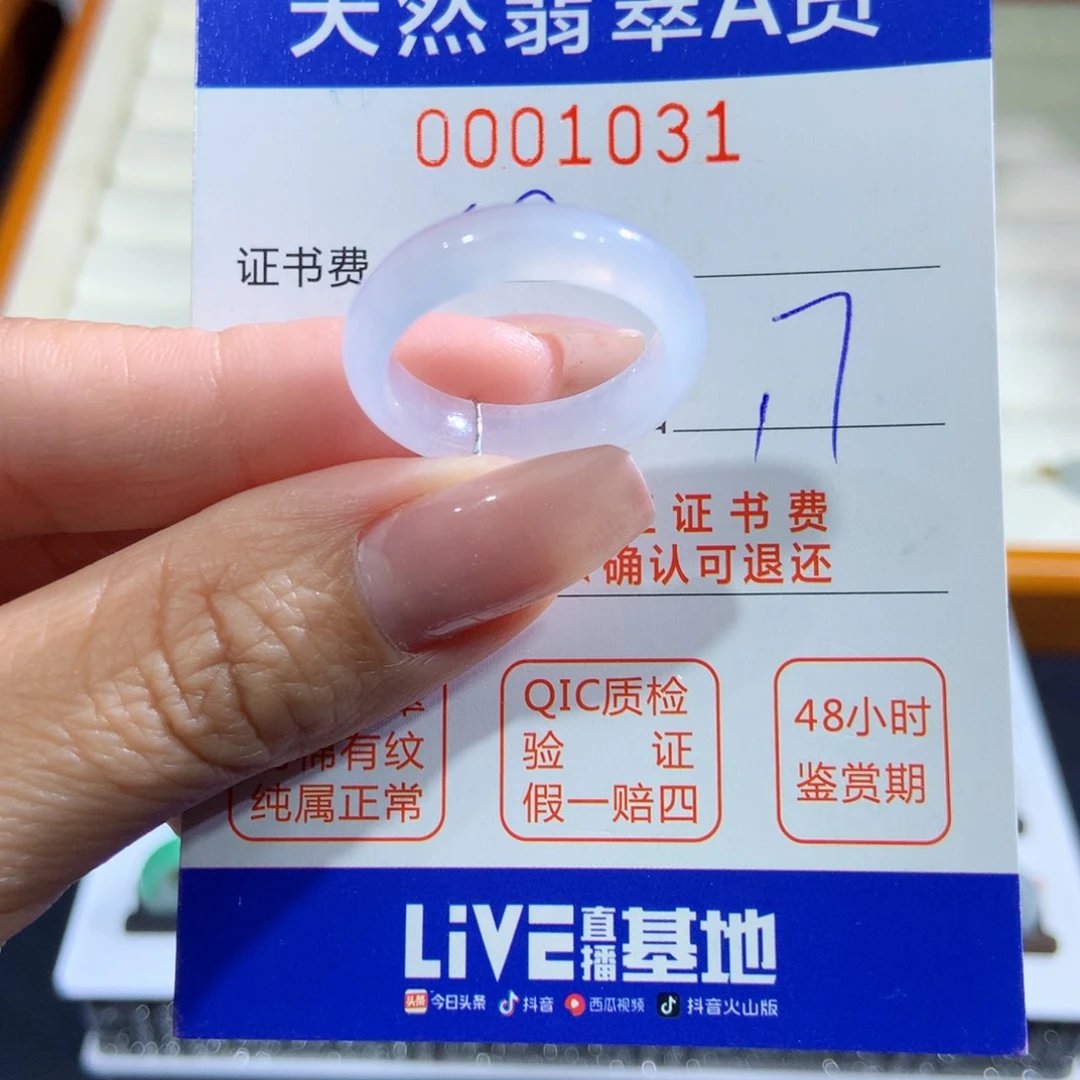 天然翡翠A货
0001031
证书费
.7
证书费
确认可退还
有纹
纯属正常
QIC质检
验 证
假一赔四
48小时
鉴赏期
LiVE直播基地
头条 今日头条 抖音 西瓜视频 抖音火山版